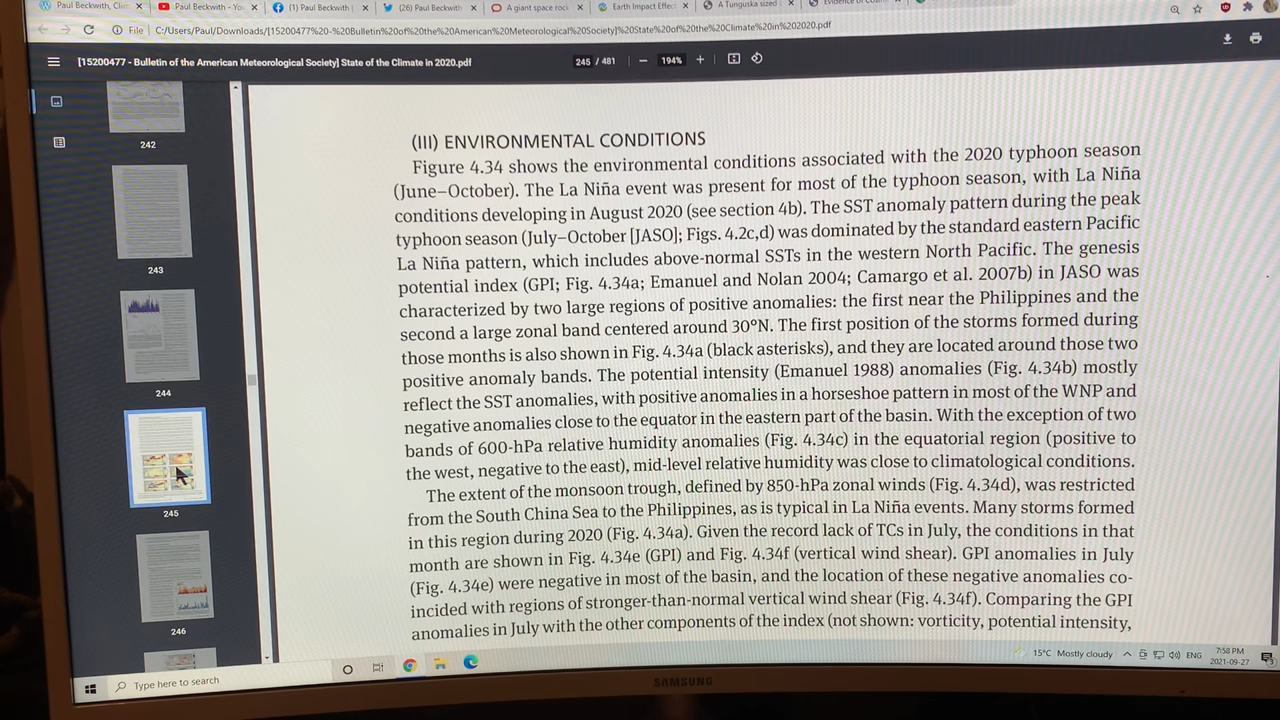 Paul Beckwith, Clim
Paul Beckwith - You
(1) Paul Beckwith |
(26) Paul Beckwith
A giant space rock
Earth Impact Effec
A Tunguska sized
Evidence of Cosm
File | C:/Users/Paul/Downloads/[15200477%20-%20Bulletin%20of%20the%20American%20Meteorological%20Society]%20State%20of%20the%20Climate%20in%202020.pdf
[15200477 - Bulletin of the American Meteorological Society] State of the Climate in 2020.pdf
245 / 481
194%
242
243
244
245
246
(III) ENVIRONMENTAL CONDITIONS
Figure 4.34 shows the environmental conditions associated with the 2020 typhoon season
(June–October). The La Niña event was present for most of the typhoon season, with La Niña
conditions developing in August 2020 (see section 4b). The SST anomaly pattern during the peak
typhoon season (July–October [JASO]; Figs. 4.2c,d) was dominated by the standard eastern Pacific
La Niña pattern, which includes above-normal SSTs in the western North Pacific. The genesis
potential index (GPI; Fig. 4.34a; Emanuel and Nolan 2004; Camargo et al. 2007b) in JASO was
characterized by two large regions of positive anomalies: the first near the Philippines and the
second a large zonal band centered around 30°N. The first position of the storms formed during
those months is also shown in Fig. 4.34a (black asterisks), and they are located around those two
positive anomaly bands. The potential intensity (Emanuel 1988) anomalies (Fig. 4.34b) mostly
reflect the SST anomalies, with positive anomalies in a horseshoe pattern in most of the WNP and
negative anomalies close to the equator in the eastern part of the basin. With the exception of two
bands of 600-hPa relative humidity anomalies (Fig. 4.34c) in the equatorial region (positive to
the west, negative to the east), mid-level relative humidity was close to climatological conditions.
The extent of the monsoon trough, defined by 850-hPa zonal winds (Fig. 4.34d), was restricted
from the South China Sea to the Philippines, as is typical in La Niña events. Many storms formed
in this region during 2020 (Fig. 4.34a). Given the record lack of TCs in July, the conditions in that
month are shown in Fig. 4.34e (GPI) and Fig. 4.34f (vertical wind shear). GPI anomalies in July
(Fig. 4.34e) were negative in most of the basin, and the location of these negative anomalies co-
incided with regions of stronger-than-normal vertical wind shear (Fig. 4.34f). Comparing the GPI
anomalies in July with the other components of the index (not shown: vorticity, potential intensity,
Type here to search
15°C Mostly cloudy
ENG
7:58 PM
2021-09-27
SAMSUNG